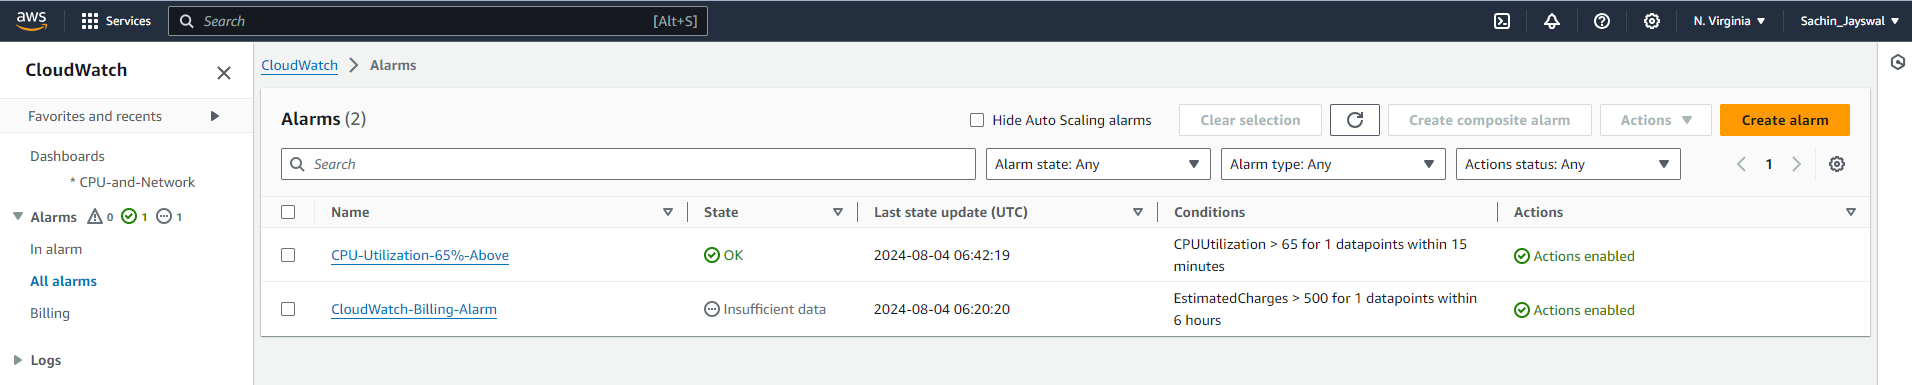 aws
Services
Search
[Alt+S]
N. Virginia
Sachin_Jayswal
CloudWatch
Favorites and recents
Dashboards
* CPU-and-Network
Alarms 0 1 1
In alarm
All alarms
Billing
Logs
CloudWatch > Alarms
Alarms (2)
Hide Auto Scaling alarms
Clear selection
Create composite alarm
Actions
Create alarm
Search
Alarm state: Any
Alarm type: Any
Actions status: Any
1
Name State Last state update (UTC) Conditions Actions
CPU-Utilization-65%-Above OK 2024-08-04 06:42:19 CPUUtilization > 65 for 1 datapoints within 15
minutes
Actions enabled
CloudWatch-Billing-Alarm Insufficient data 2024-08-04 06:20:20 EstimatedCharges > 500 for 1 datapoints within
6 hours
Actions enabled